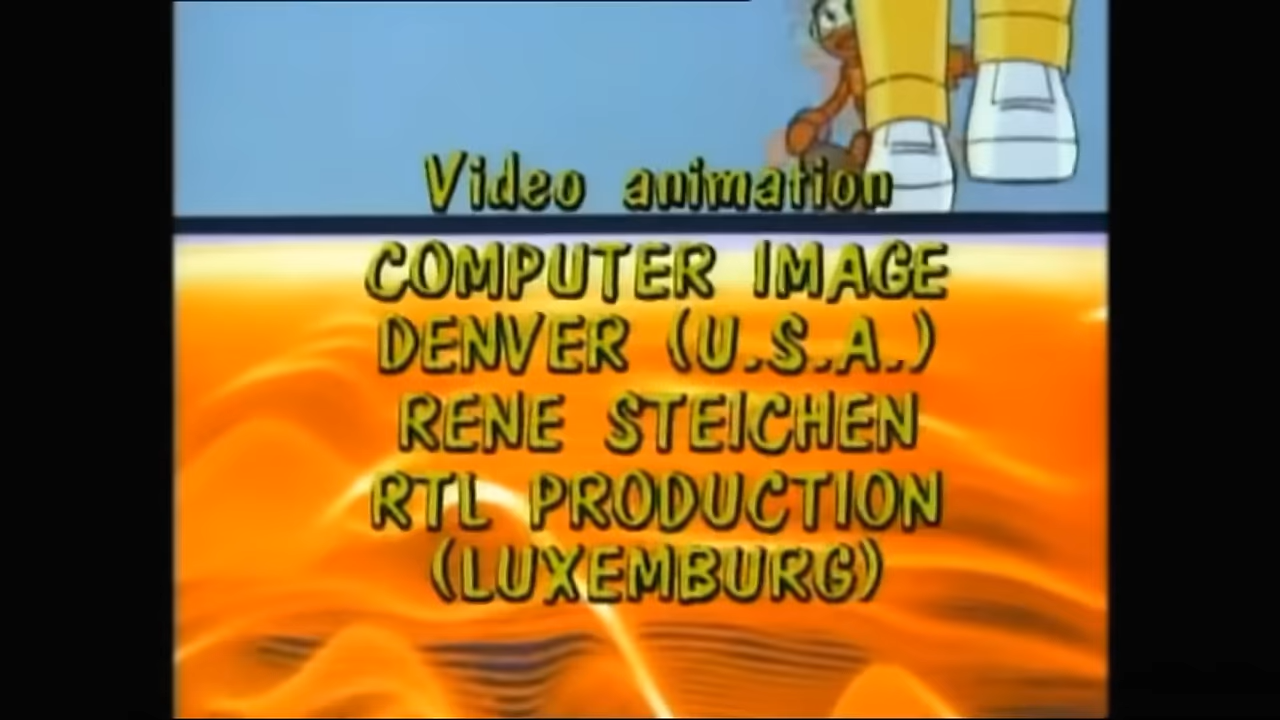 Video animation
COMPUTER IMAGE
DENVER (U.S.A.)
RENE STEICHEN
RTL PRODUCTION
(LUXEMBURG)